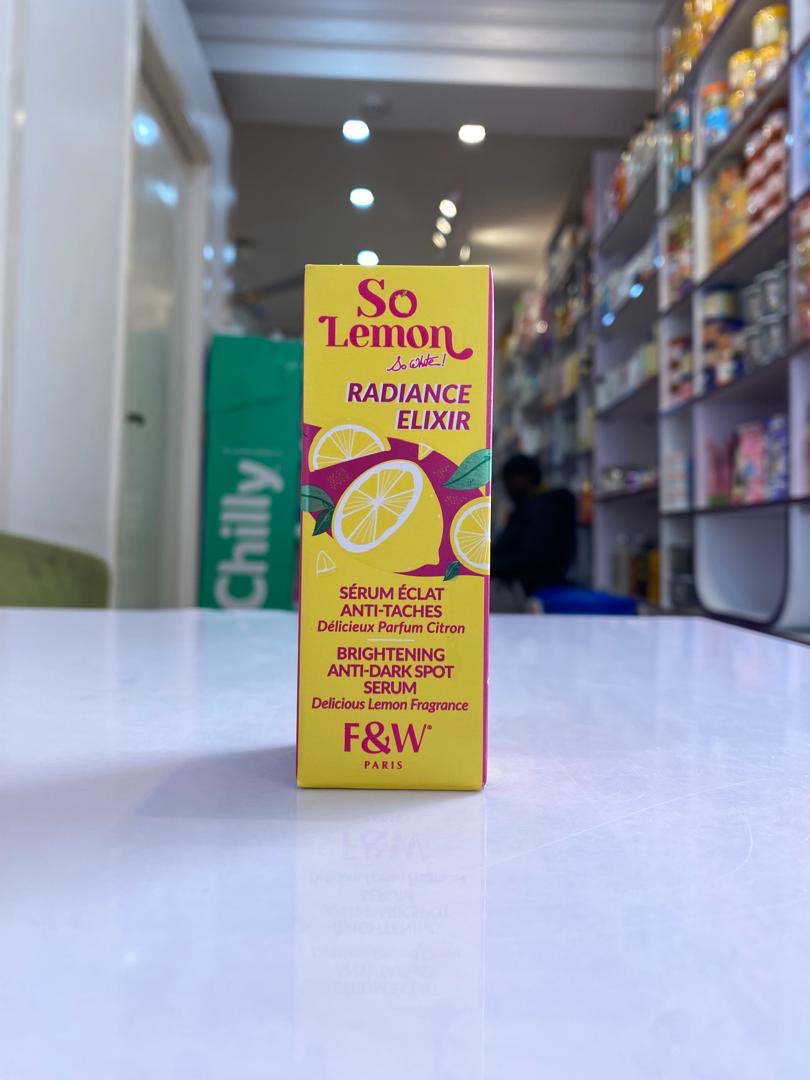 So
Lemon
So White!
RADIANCE
ELIXIR
SÉRUM ÉCLAT
ANTI-TACHES
Délicieux Parfum Citron
BRIGHTENING
ANTI-DARK SPOT
SERUM
Delicious Lemon Fragrance
F&W®
PARIS
Chilly